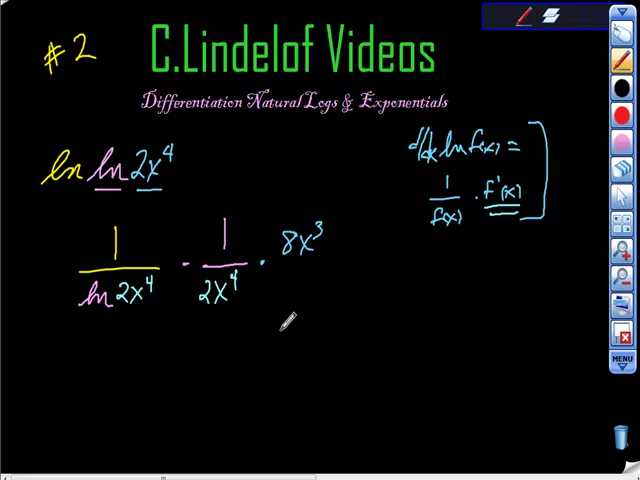 #2
C.Lindelof Videos
Differentiation Natural Logs & Exponentials
ln ln 2x⁴
d/dx ln f(x) =
1/f(x) · f'(x)
1/(ln 2x⁴) · 1/(2x⁴) · 8x³
MENU